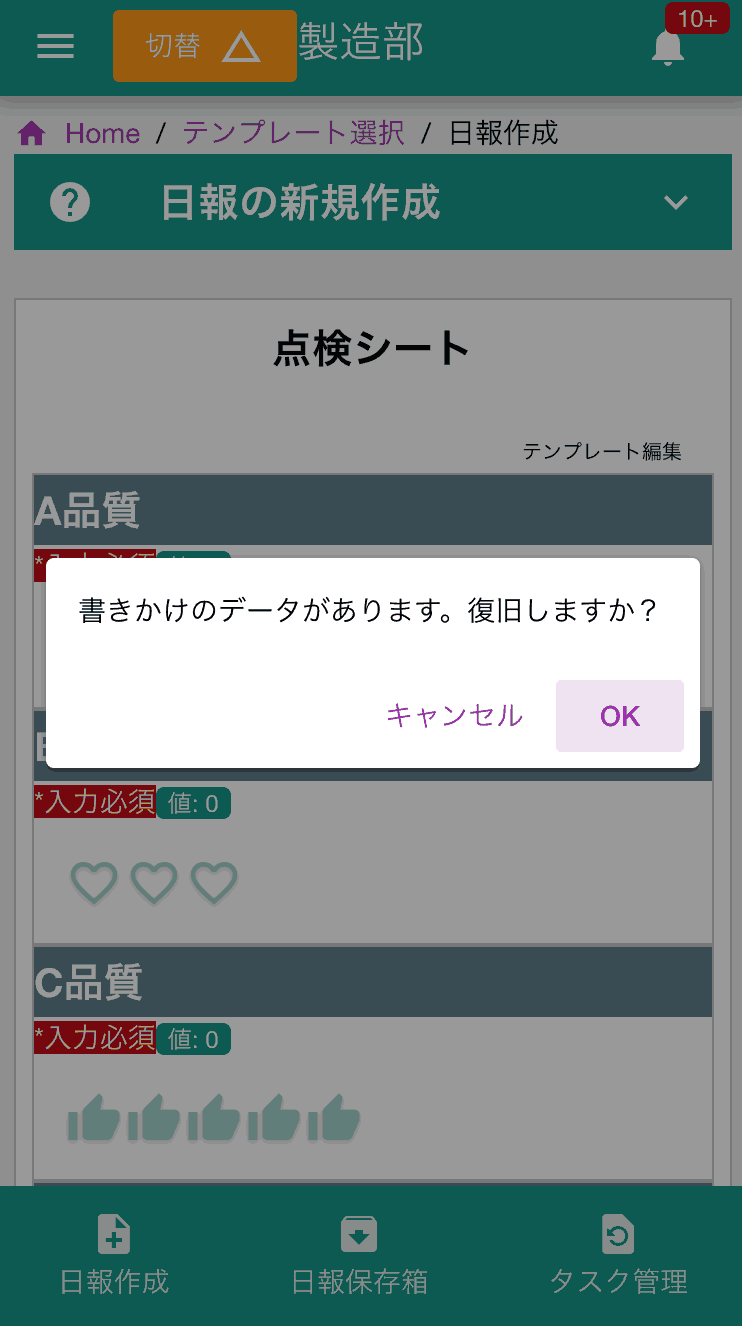 切替
製造部
10+
Home / テンプレート選択 / 日報作成
日報の新規作成
点検シート
テンプレート編集
A品質
書きかけのデータがあります。復旧しますか？
キャンセル
OK
*入力必須 値: 0
C品質
*入力必須 値: 0
日報作成
日報保存箱
タスク管理